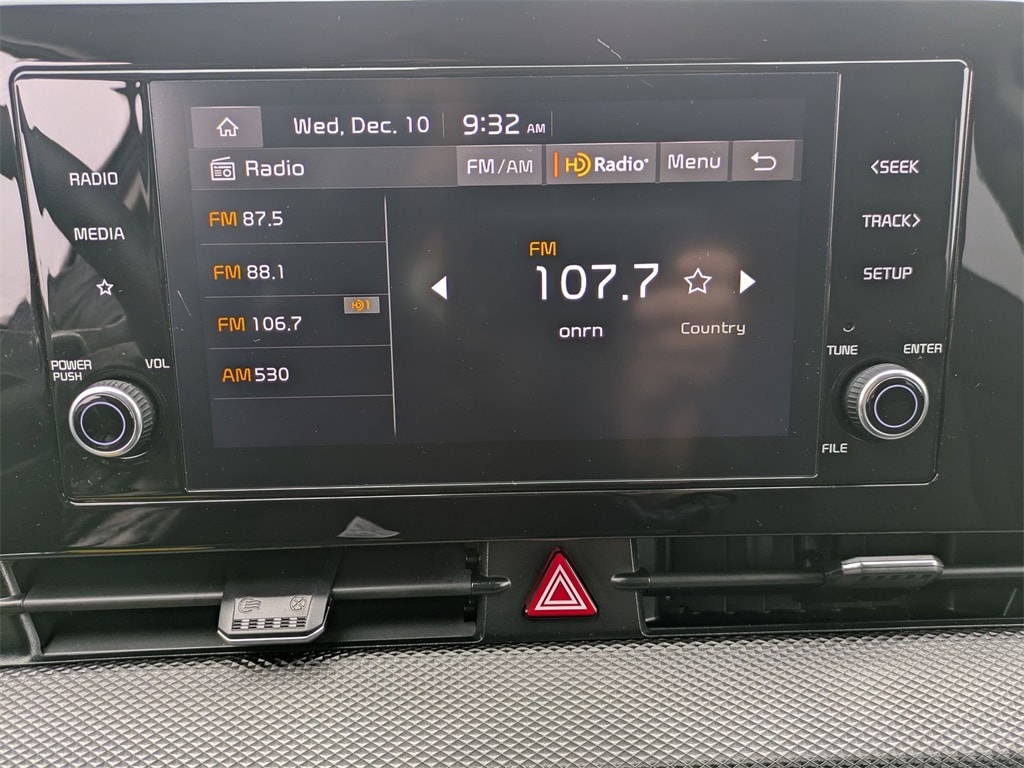 Wed, Dec. 10 9:32 AM
Radio FM/AM HD Radio Menu
RADIO
MEDIA
POWER
PUSH
VOL
FM 87.5
FM 88.1
HD1
FM 106.7
AM 530
FM
107.7
onrn Country
<SEEK
TRACK>
SETUP
TUNE ENTER
FILE